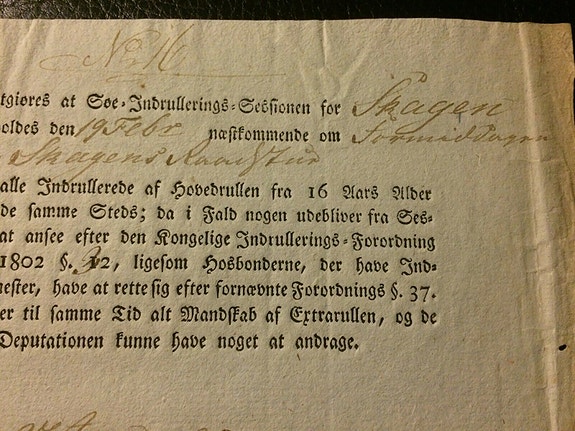 No 16
tgiøres at Søe-Indrullerings-Sessionen for Skagen
oldes den 19 Febr næstkommende om Formiddagen
Skagens Raadstue
alle Indrullerede af Hovedrullen fra 16 Aars Alder
de samme Steds; da i Fald nogen udebliver fra Ses-
at ansee efter den Kongelige Indrullerings-Forordning
1802 §. 32, ligesom Hosbonderne, der have Ind-
mester, have at rette sig efter fornævnte Forordnings §. 37.
er til samme Tid alt Mandskab af Extrarullen, og de
Deputationen kunne have noget at andrage.